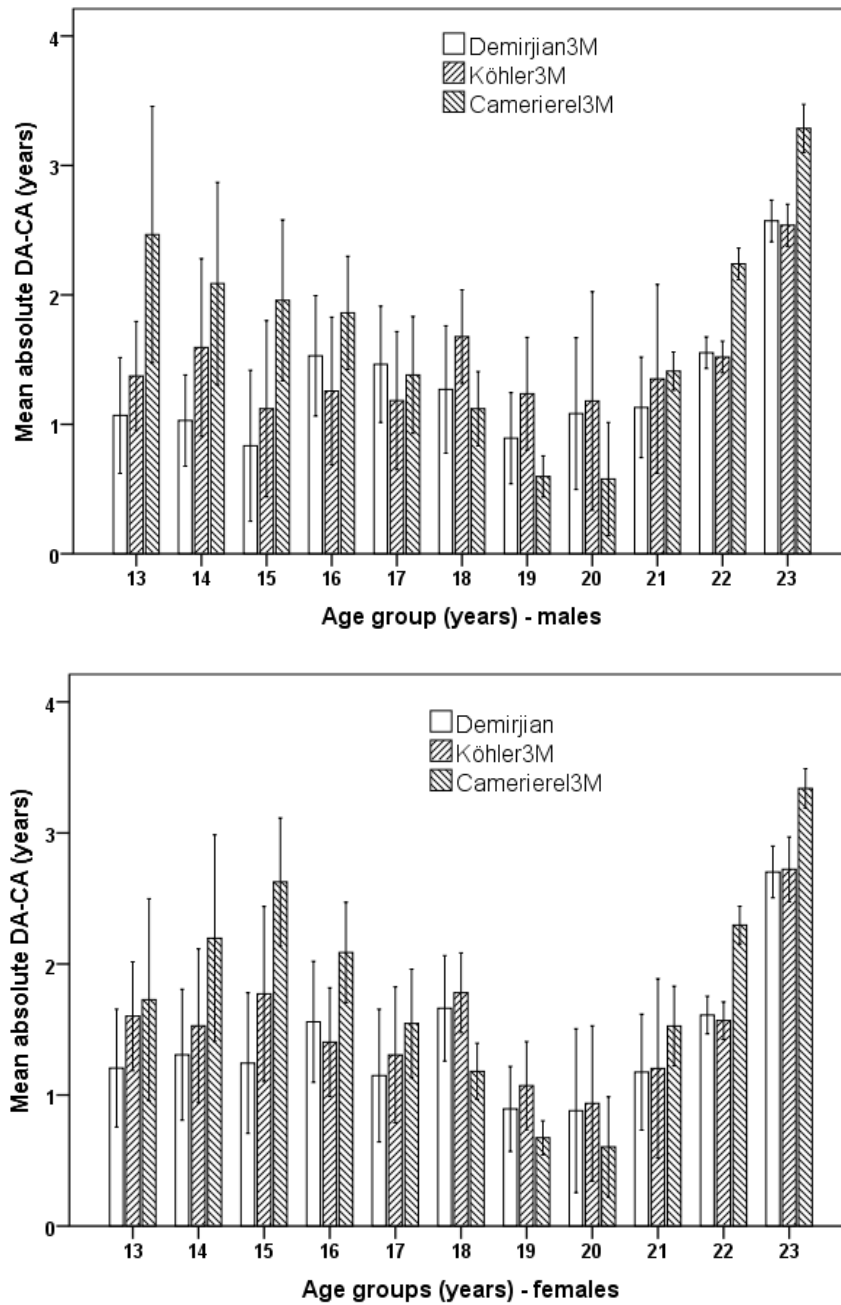 4
3
2
1
0
Mean absolute DA-CA (years)
Demirjian3M
Köhler3M
Camerierel3M
13 14 15 16 17 18 19 20 21 22 23
Age group (years) - males
4
3
2
1
0
Mean absolute DA-CA (years)
Demirjian
Köhler3M
Camerierel3M
13 14 15 16 17 18 19 20 21 22 23
Age groups (years) - females